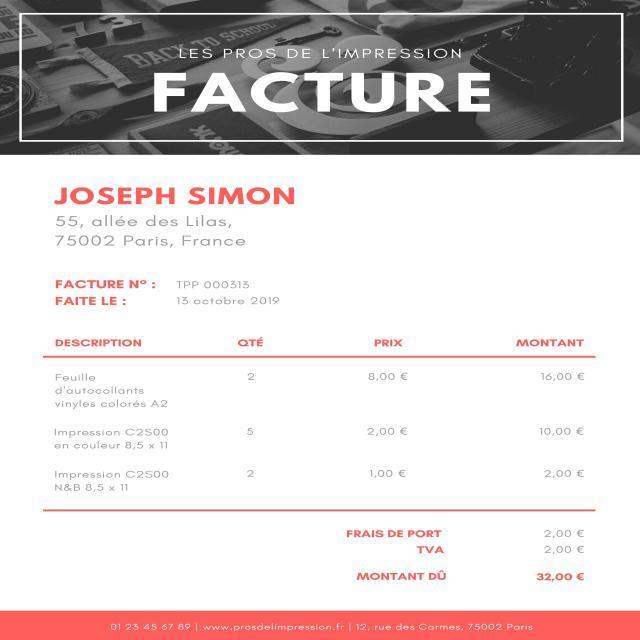 LES PROS DE L'IMPRESSION
FACTURE
JOSEPH SIMON
55, allée des Lilas,
75002 Paris, France
FACTURE N° : TPP 000313
FAITE LE : 13 octobre 2019
DESCRIPTION QTÉ PRIX MONTANT
Feuille 2 8,00 € 16,00 €
d'autocollants
vinyles colorés A2
Impression C2S00 5 2,00 € 10,00 €
en couleur 8,5 x 11
Impression C2S00 2 1,00 € 2,00 €
N&B 8,5 x 11
FRAIS DE PORT 2,00 €
TVA 2,00 €
MONTANT DÛ 32,00 €
01 23 45 67 89 | www.prosdelimpression.fr | 12, rue des Carmes, 75002 Paris